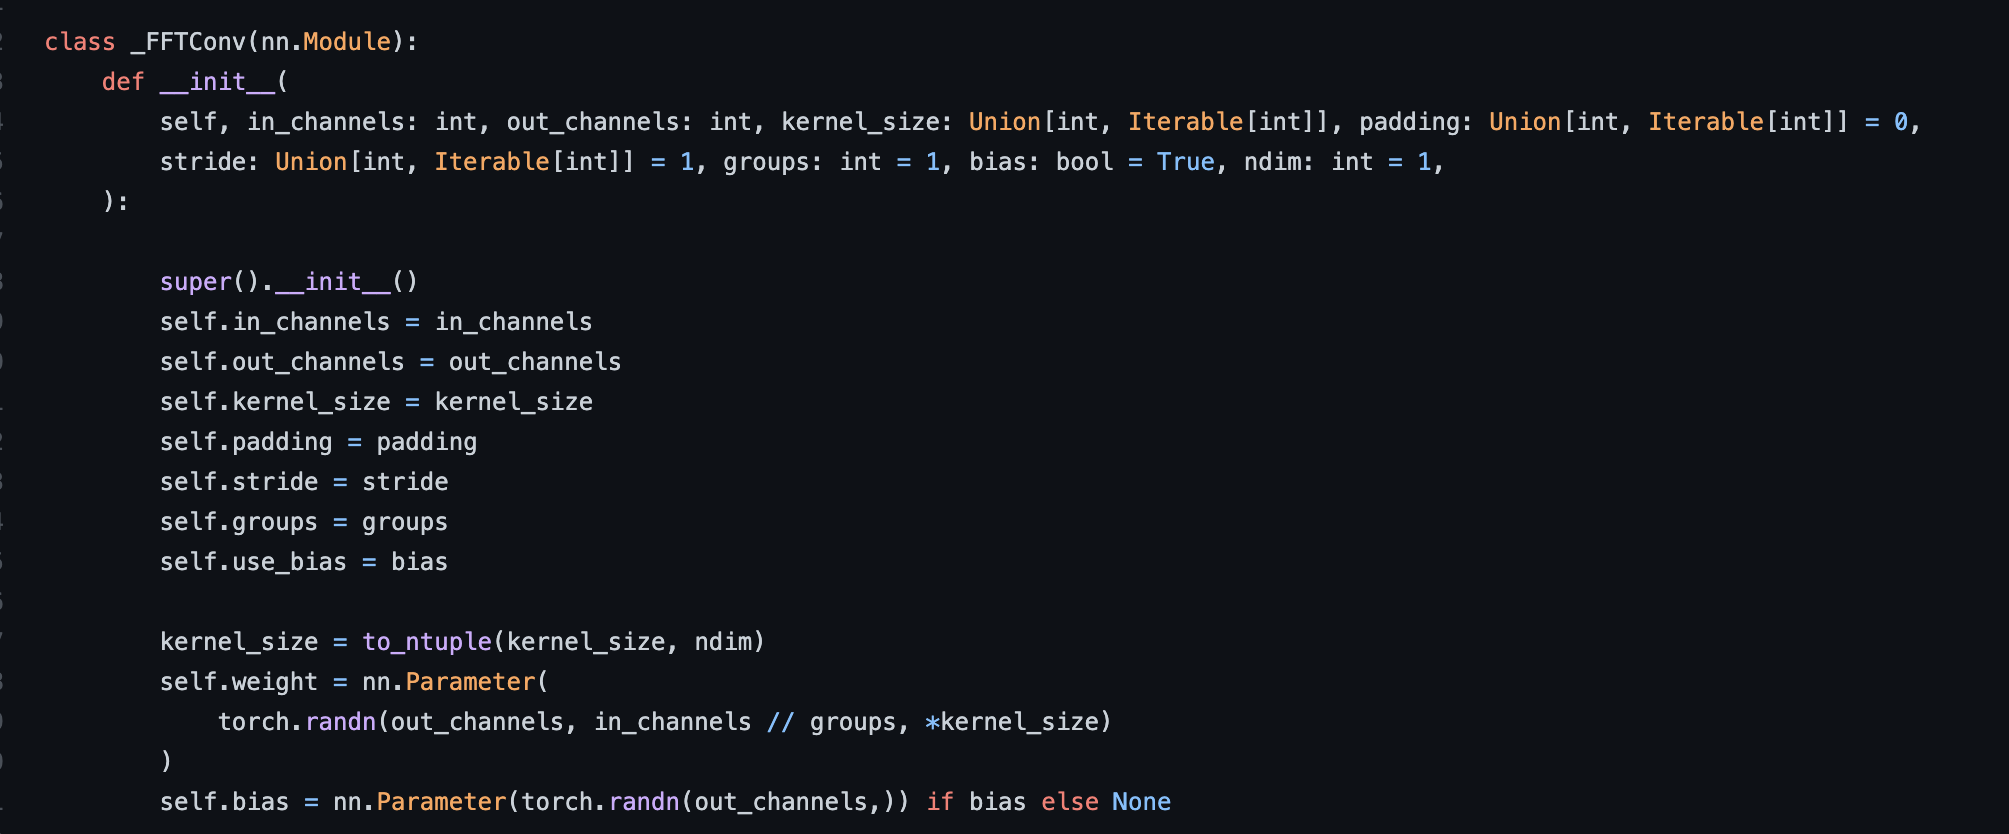 class _FFTConv(nn.Module):
    def __init__(
        self, in_channels: int, out_channels: int, kernel_size: Union[int, Iterable[int]], padding: Union[int, Iterable[int]] = 0,
        stride: Union[int, Iterable[int]] = 1, groups: int = 1, bias: bool = True, ndim: int = 1,
    ):
        super().__init__()
        self.in_channels = in_channels
        self.out_channels = out_channels
        self.kernel_size = kernel_size
        self.padding = padding
        self.stride = stride
        self.groups = groups
        self.use_bias = bias
        kernel_size = to_ntuple(kernel_size, ndim)
        self.weight = nn.Parameter(
            torch.randn(out_channels, in_channels // groups, *kernel_size)
        )
        self.bias = nn.Parameter(torch.randn(out_channels,)) if bias else None